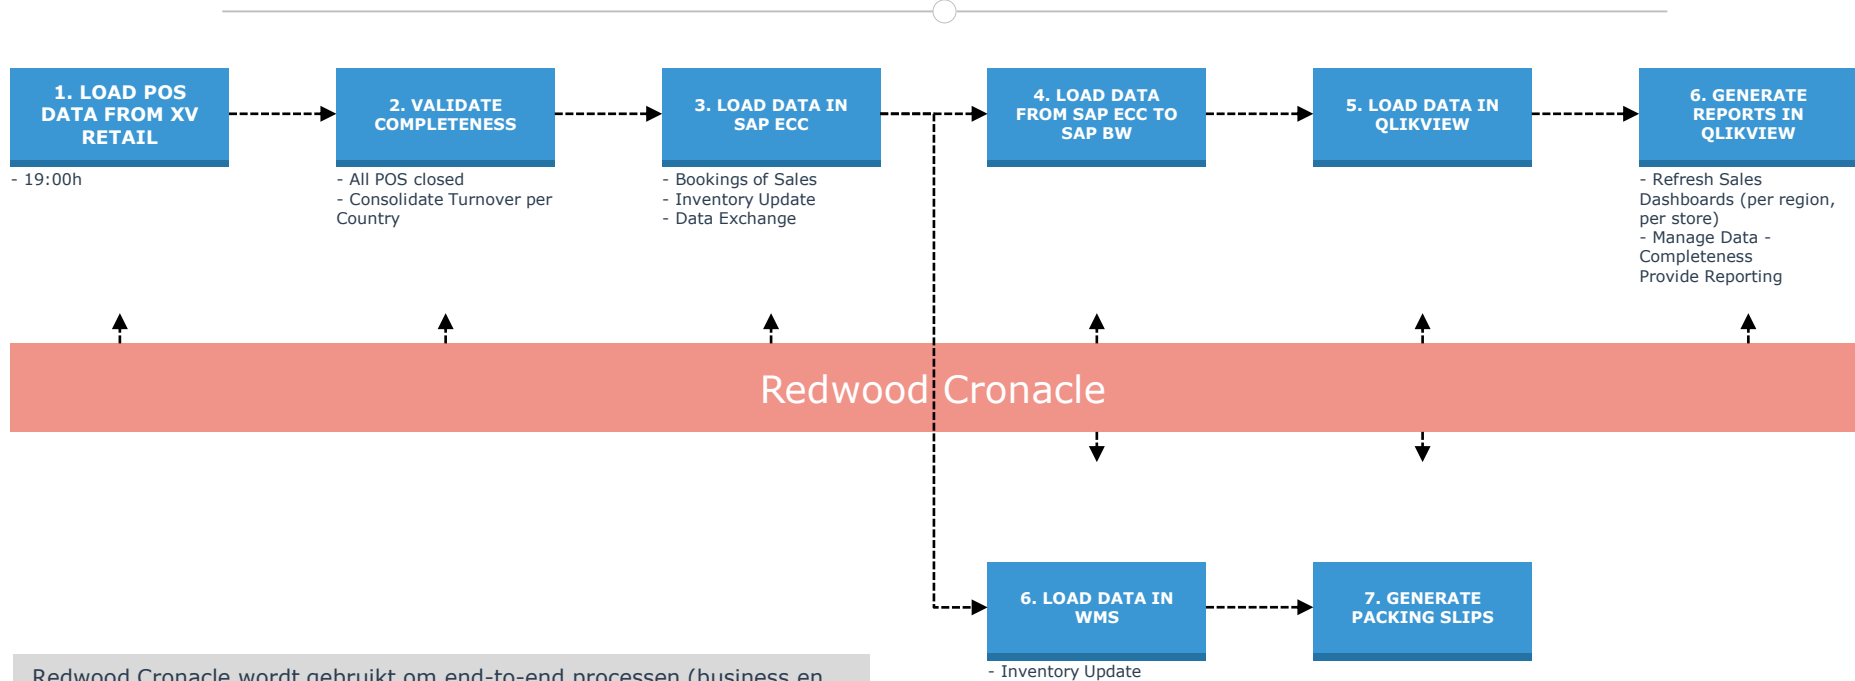 1. LOAD POS
DATA FROM XV
RETAIL
- 19:00h
2. VALIDATE
COMPLETENESS
- All POS closed
- Consolidate Turnover per
Country
3. LOAD DATA IN
SAP ECC
- Bookings of Sales
- Inventory Update
- Data Exchange
4. LOAD DATA
FROM SAP ECC TO
SAP BW
5. LOAD DATA IN
QLIKVIEW
6. GENERATE
REPORTS IN
QLIKVIEW
- Refresh Sales
Dashboards (per region,
per store)
- Manage Data -
Completeness
Provide Reporting
Redwood Cronacle
6. LOAD DATA IN
WMS
- Inventory Update
7. GENERATE
PACKING SLIPS
Redwood Cronacle wordt gebruikt om end-to-end processen (business en